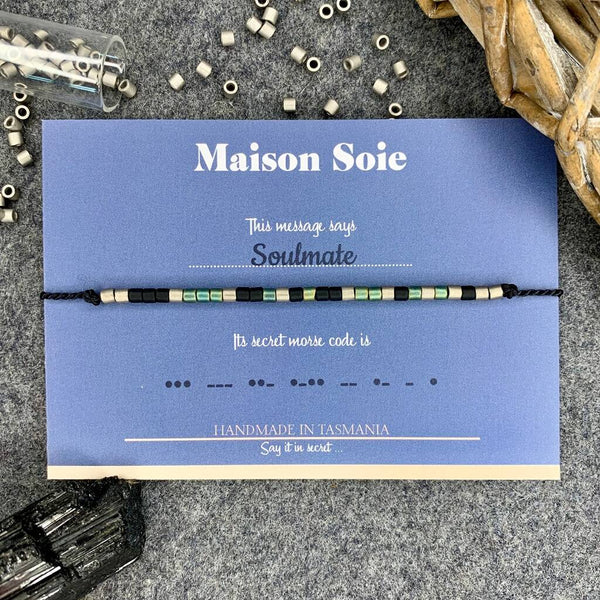 Maison Soie
This message says
Soulmate
Its secret morse code is
••• --- ••- •-•• -- •- - •
HANDMADE IN TASMANIA
Say it in secret ...